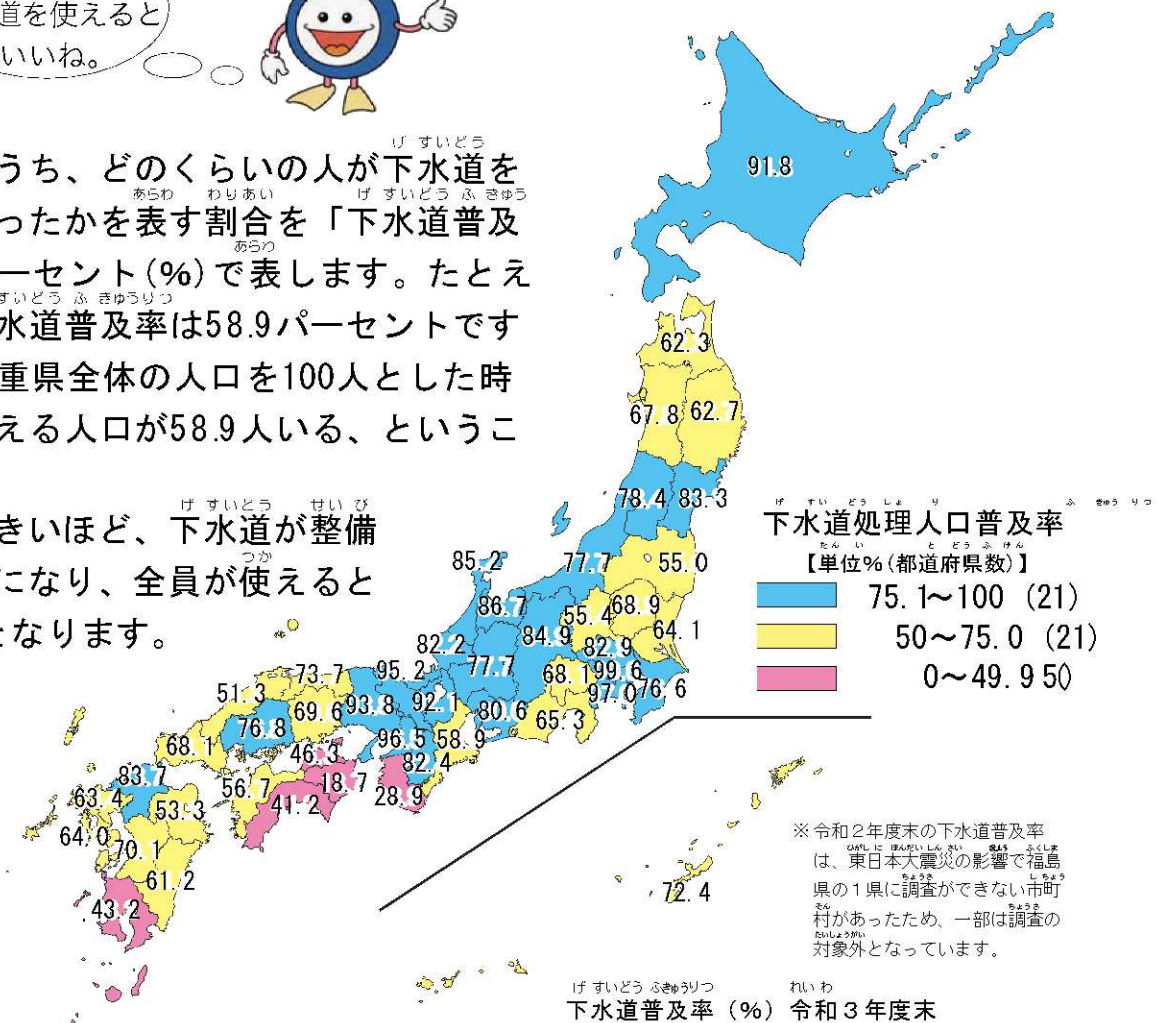 道を使えると
いいね。
うち、どのくらいの人が下水道を
ったかを表す割合を「下水道普及
ーセント(%)で表します。たとえ
水道普及率は58.9パーセントです
重県全体の人口を100人とした時
える人口が58.9人いる、というこ
きいほど、下水道が整備
になり、全員が使えると
なります。
91.8
62.3
67.8 62.7
78.4 83.3
85.2 77.7 55.0
86.7 55.4 68.9
82.2 84.9 82.9 64.1
73.7 95.2 77.7 68.1 99.6
51.3 69.6 93.8 92.1 80.6 97.0 76.6
76.8 96.5 58.9 65.3
68.1 46.3 82.4
83.7 56.7 18.7 28.9
63.4 53.3 41.2
64.0 70.1
61.2
43.2
72.4
下水道処理人口普及率
【単位%(都道府県数)】
75.1~100 (21)
50~75.0 (21)
0~49.9 5()
※令和2年度末の下水道普及率
は、東日本大震災の影響で福島
県の1県に調査ができない市町
村があったため、一部は調査の
対象外となっています。
下水道普及率(%)令和3年度末